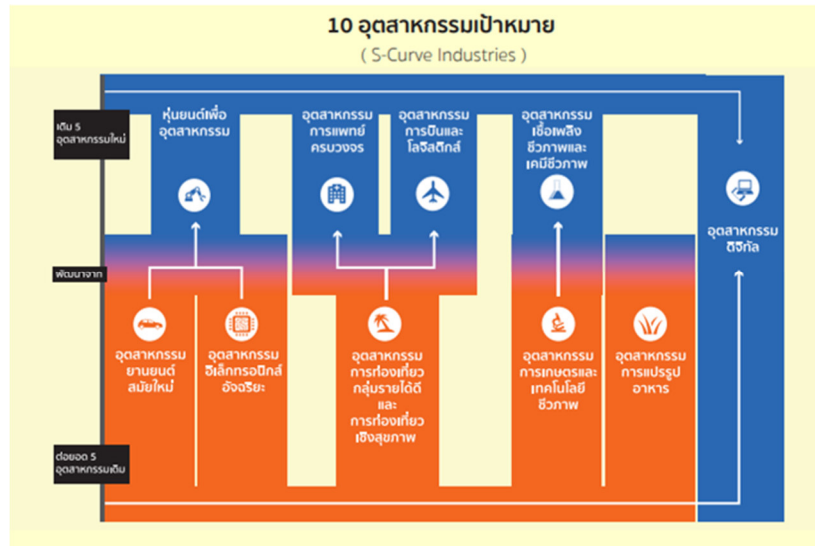 10 อุตสาหกรรมเป้าหมาย
( S-Curve Industries )
เติม 5
อุตสาหกรรมใหม่
หุ่นยนต์เพื่อ
อุตสาหกรรม
อุตสาหกรรม
การแพทย์
ครบวงจร
อุตสาหกรรม
การบินและ
โลจิสติกส์
อุตสาหกรรม
เชื้อเพลิง
ชีวภาพและ
เคมีชีวภาพ
อุตสาหกรรม
ดิจิทัล
พัฒนาจาก
อุตสาหกรรม
ยานยนต์
สมัยใหม่
อุตสาหกรรม
อิเล็กทรอนิกส์
อัจฉริยะ
อุตสาหกรรม
การท่องเที่ยว
กลุ่มรายได้ดี
และ
การท่องเที่ยว
เชิงสุขภาพ
อุตสาหกรรม
การเกษตรและ
เทคโนโลยี
ชีวภาพ
อุตสาหกรรม
การแปรรูป
อาหาร
ต่อยอด 5
อุตสาหกรรมเดิม